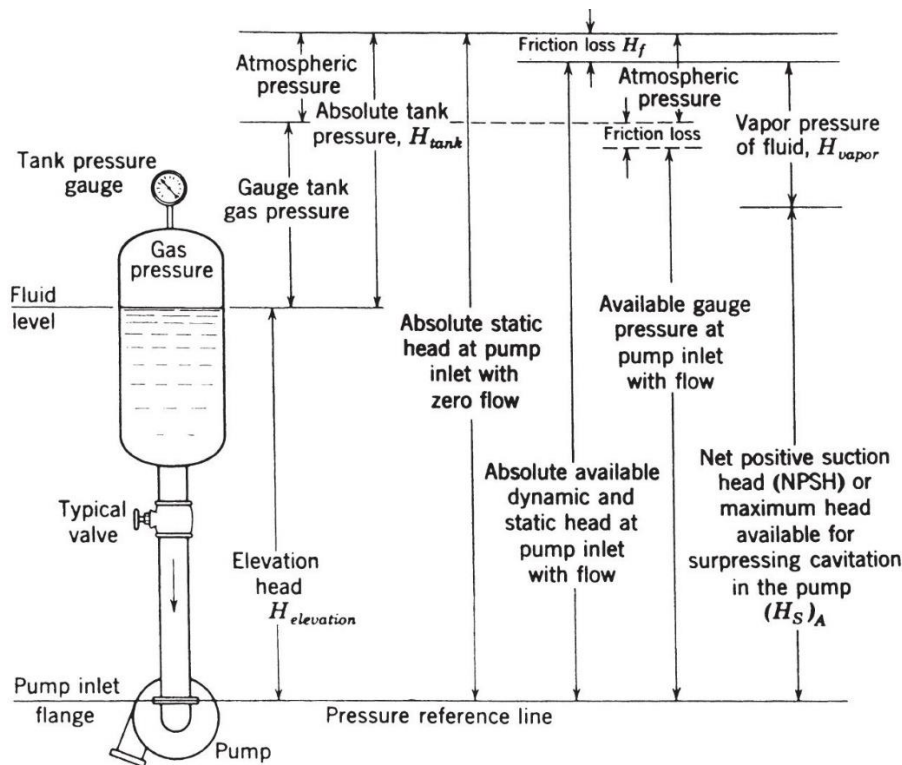 Friction loss H_f
Atmospheric
pressure
Absolute tank
pressure, H_tank
Atmospheric
pressure
Friction loss
Vapor pressure
of fluid, H_vapor
Tank pressure
gauge
Gauge tank
gas pressure
Gas
pressure
Fluid
level
Absolute static
head at pump
inlet with
zero flow
Available gauge
pressure at
pump inlet
with flow
Absolute available
dynamic and
static head at
pump inlet
with flow
Net positive suction
head (NPSH) or
maximum head
available for
surpressing cavitation
in the pump
(H_S)_A
Typical
valve
Elevation
head
H_elevation
Pump inlet
flange
Pressure reference line
Pump